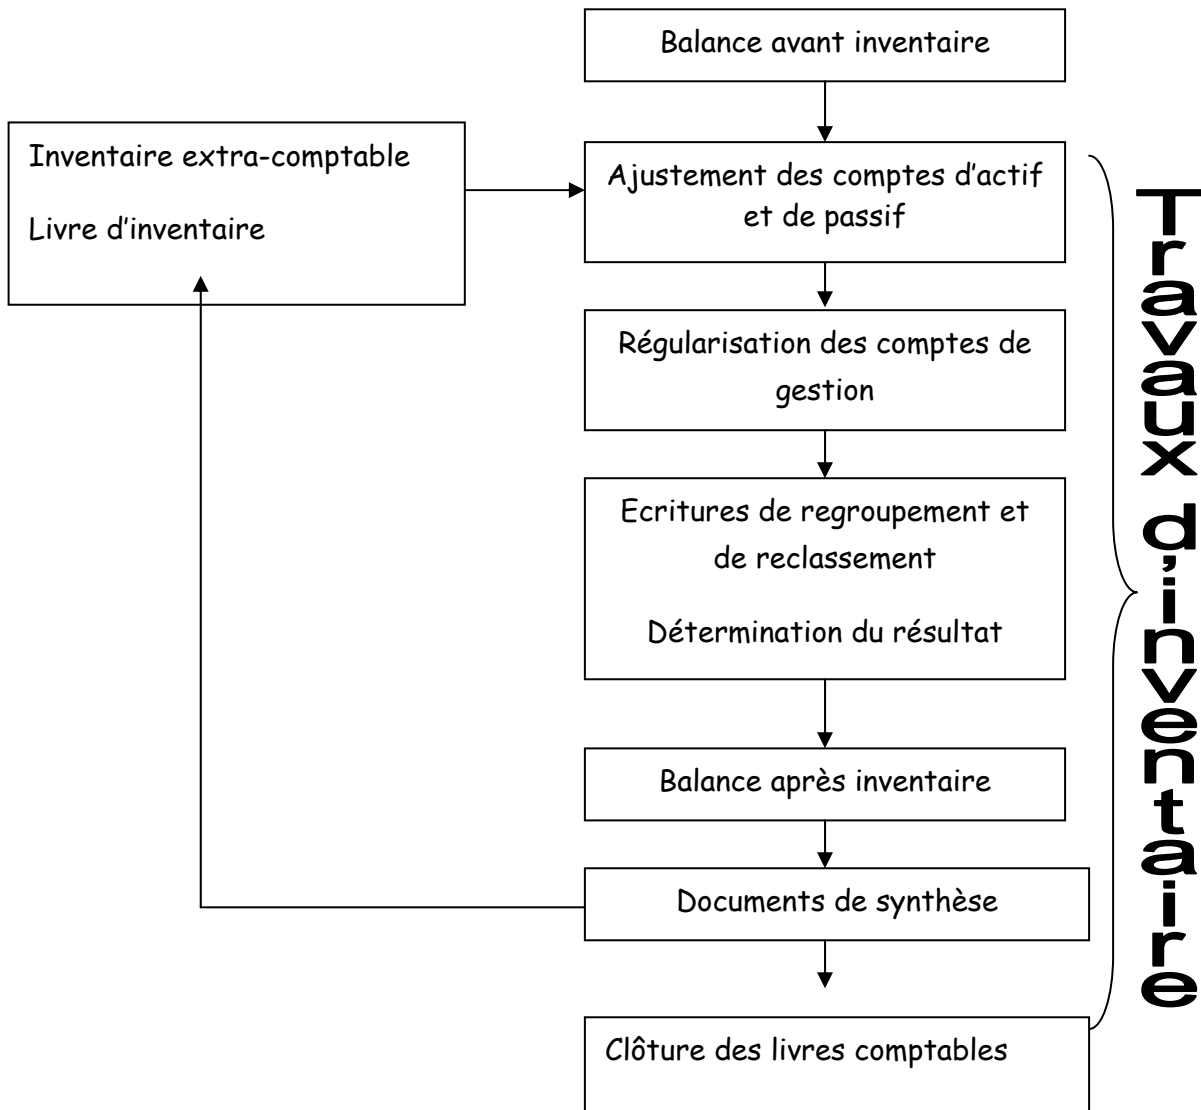 Balance avant inventaire
Inventaire extra-comptable
Livre d'inventaire
Ajustement des comptes d'actif
et de passif
Régularisation des comptes de
gestion
Ecritures de regroupement et
de reclassement
Détermination du résultat
Balance après inventaire
Documents de synthèse
Clôture des livres comptables
Travaux d'inventaire